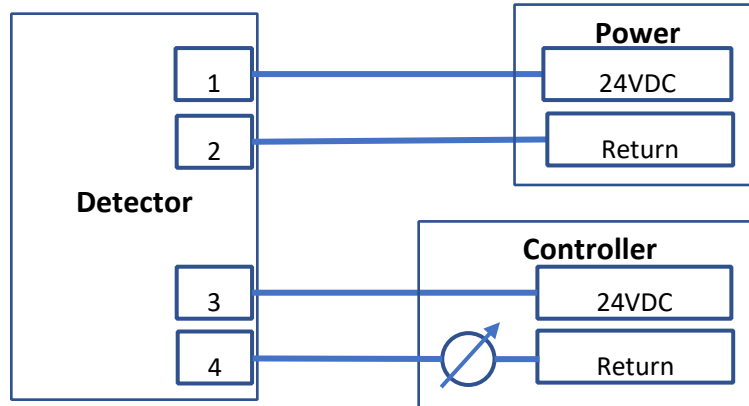 Power
1
24VDC
2
Return
Detector
Controller
3
24VDC
4
Return